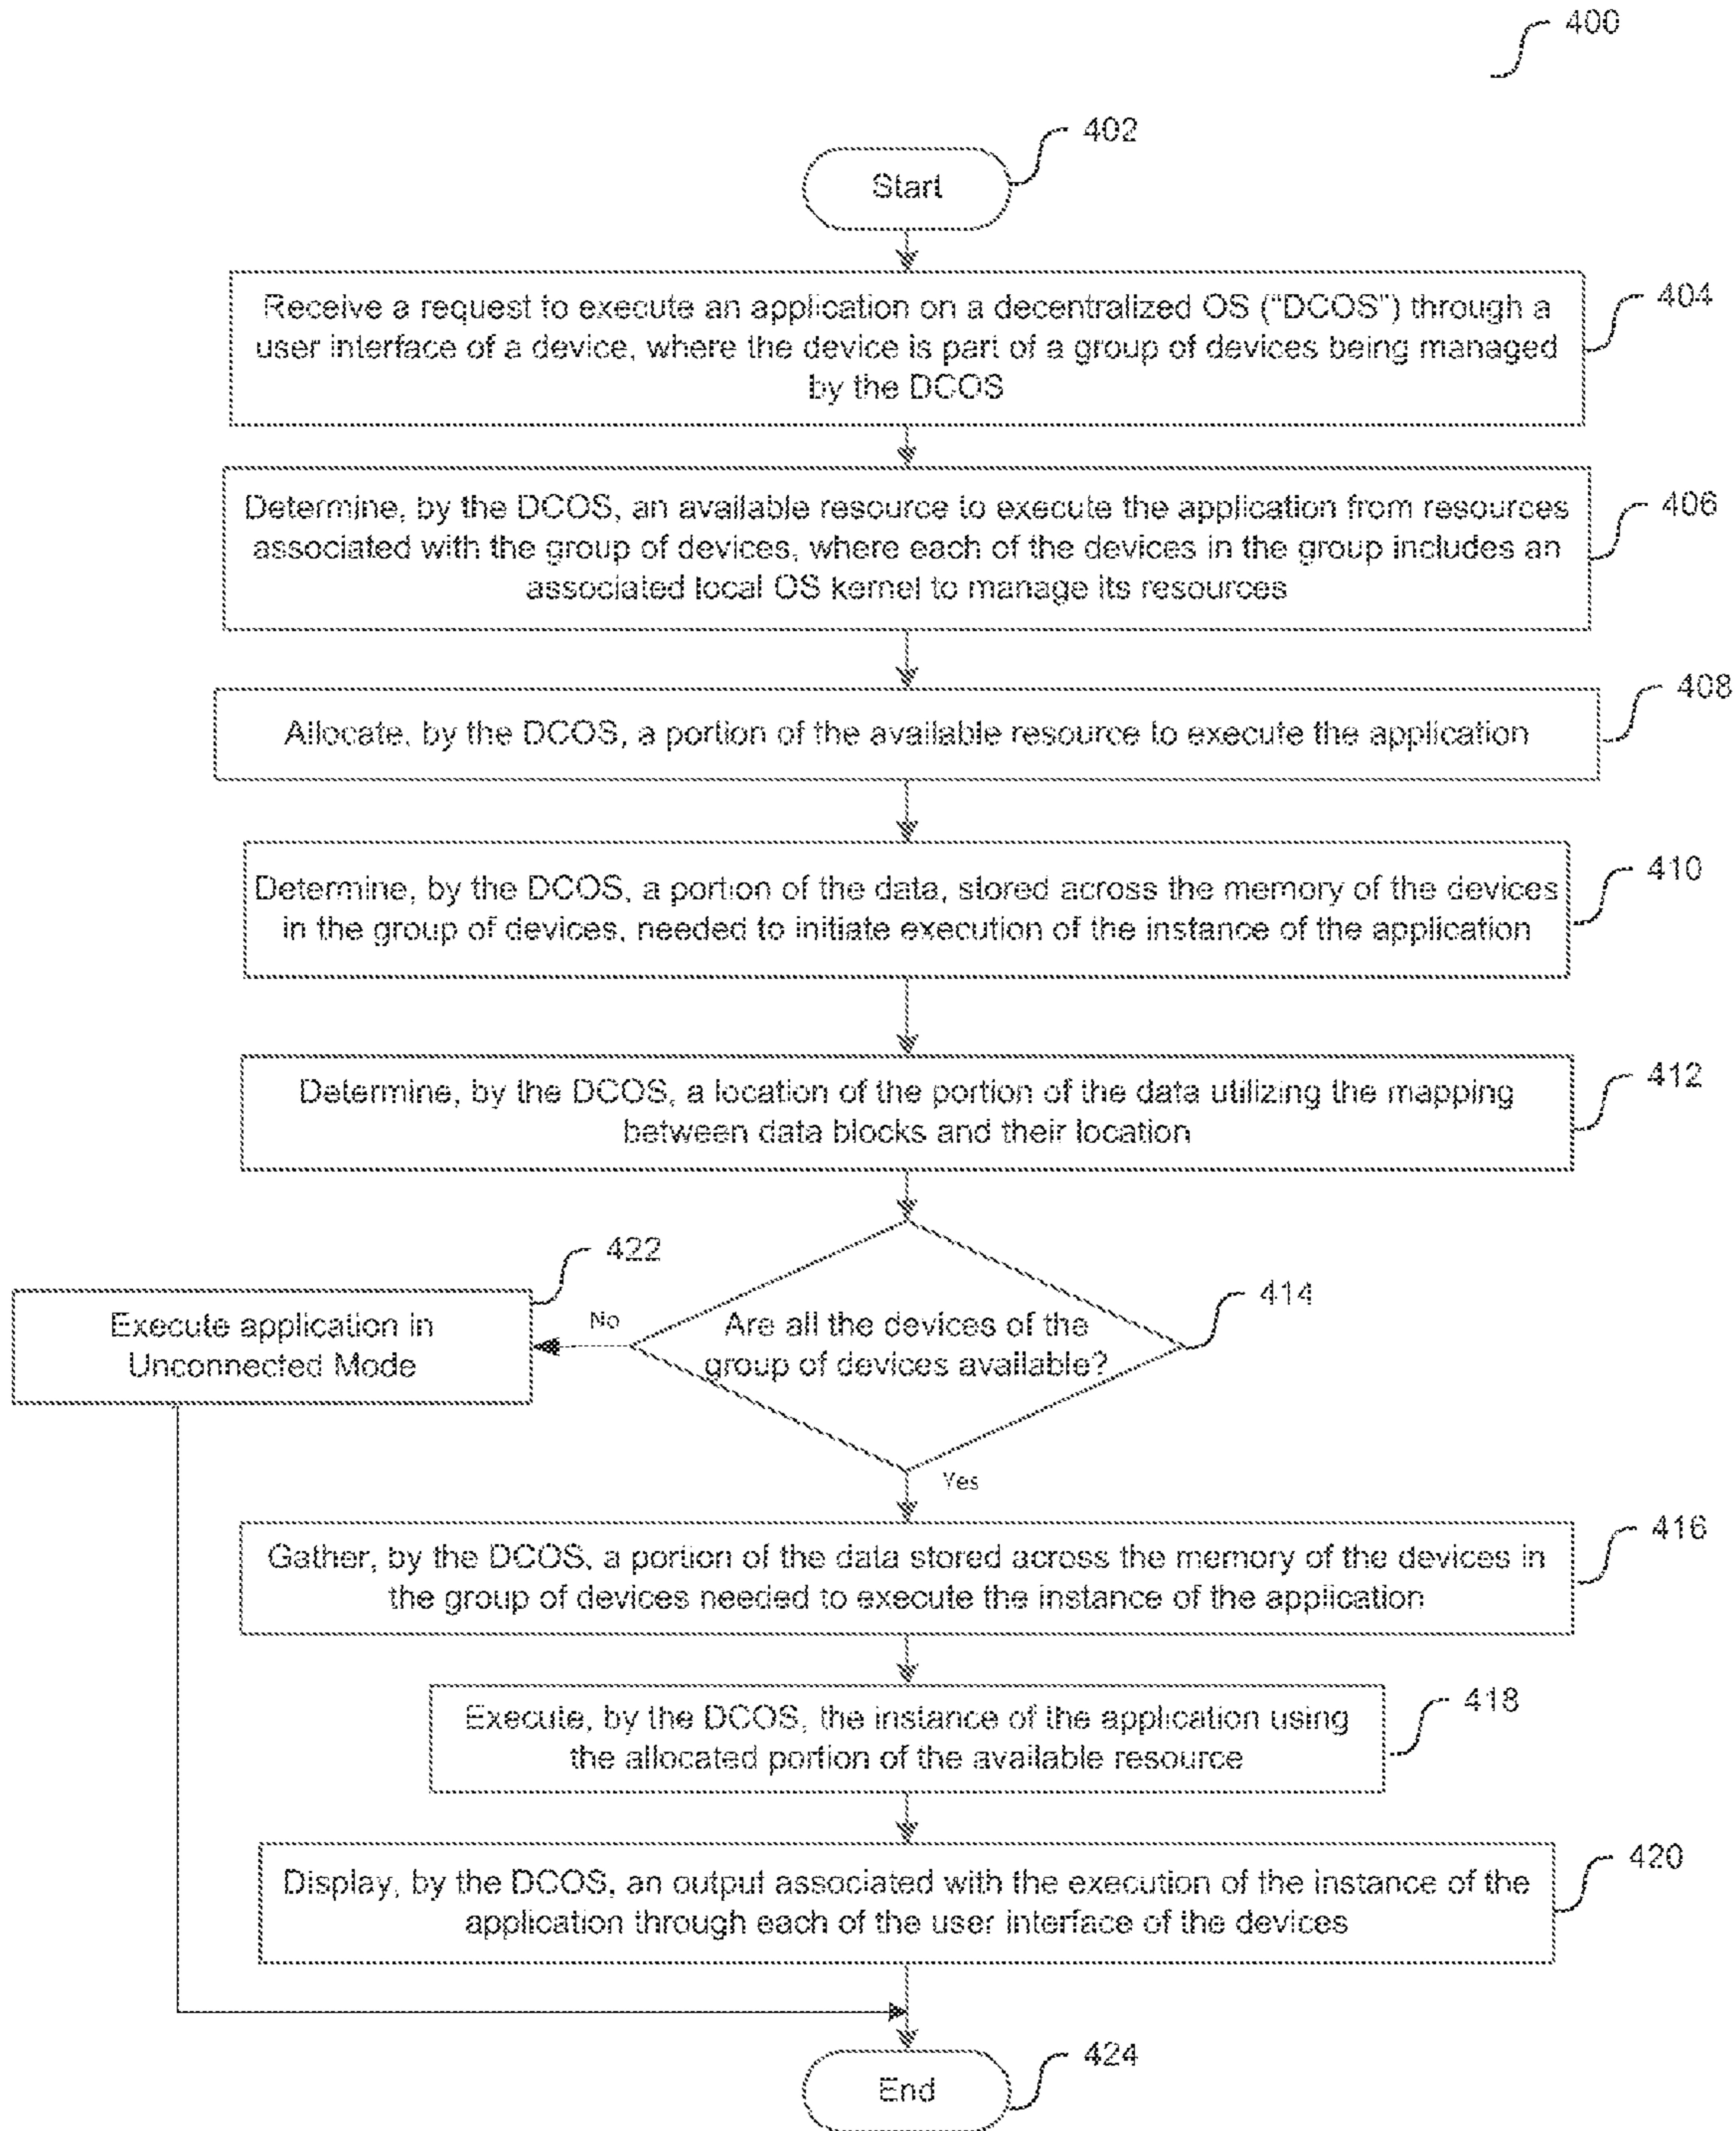 400
402
Start
404
Receive a request to execute an application on a decentralized OS (“DCOS”) through a
user interface of a device, where the device is part of a group of devices being managed
by the DCOS
406
Determine, by the DCOS, an available resource to execute the application from resources
associated with the group of devices, where each of the devices in the group includes an
associated local OS kernel to manage its resources
408
Allocate, by the DCOS, a portion of the available resource to execute the application
410
Determine, by the DCOS, a portion of the data, stored across the memory of the devices
in the group of devices, needed to initiate execution of the instance of the application
412
Determine, by the DCOS, a location of the portion of the data utilizing the mapping
between data blocks and their location
422
414
Execute application in
Unconnected Mode
No
Are all the devices of the
group of devices available?
Yes
416
Gather, by the DCOS, a portion of the data stored across the memory of the devices in
the group of devices needed to execute the instance of the application
418
Execute, by the DCOS, the instance of the application using
the allocated portion of the available resource
420
Display, by the DCOS, an output associated with the execution of the instance of the
application through each of the user interface of the devices
424
End